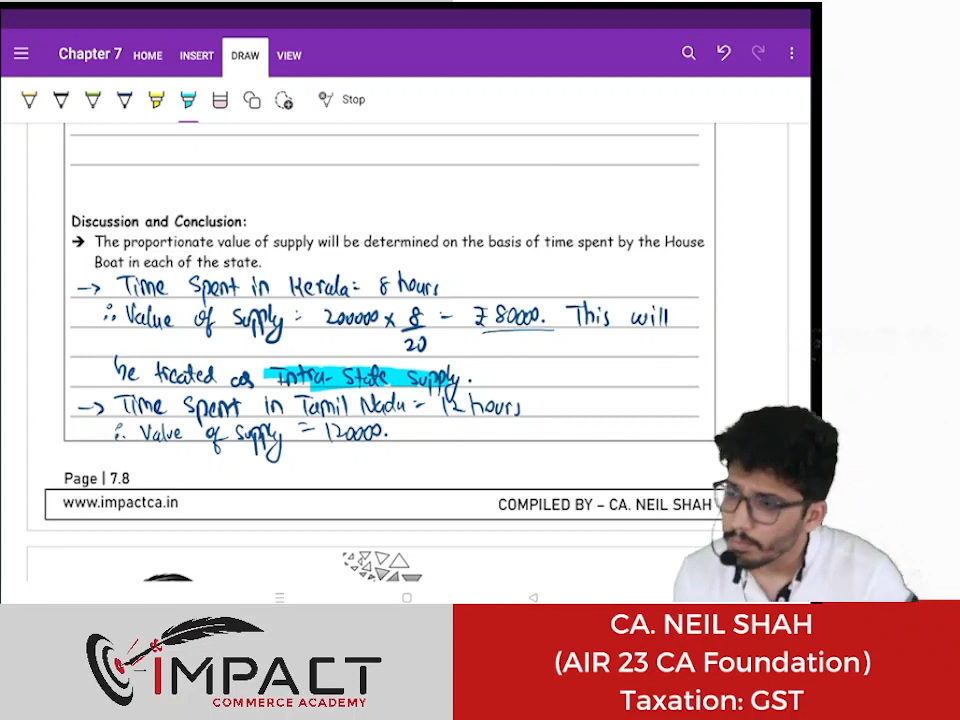 Chapter 7 HOME INSERT DRAW VIEW
Stop
Discussion and Conclusion:
➔ The proportionate value of supply will be determined on the basis of time spent by the House
Boat in each of the state.
→ Time Spent in Kerala = 8 hours
∴ Value of Supply = 200000 × 8/20 = ₹ 80000. This will
be treated as Intra-State Supply.
→ Time Spent in Tamil Nadu = 12 hours
∴ Value of Supply = 120000.
Page | 7.8
www.impactca.in COMPILED BY – CA. NEIL SHAH
IMPACT
COMMERCE ACADEMY
CA. NEIL SHAH
(AIR 23 CA Foundation)
Taxation: GST